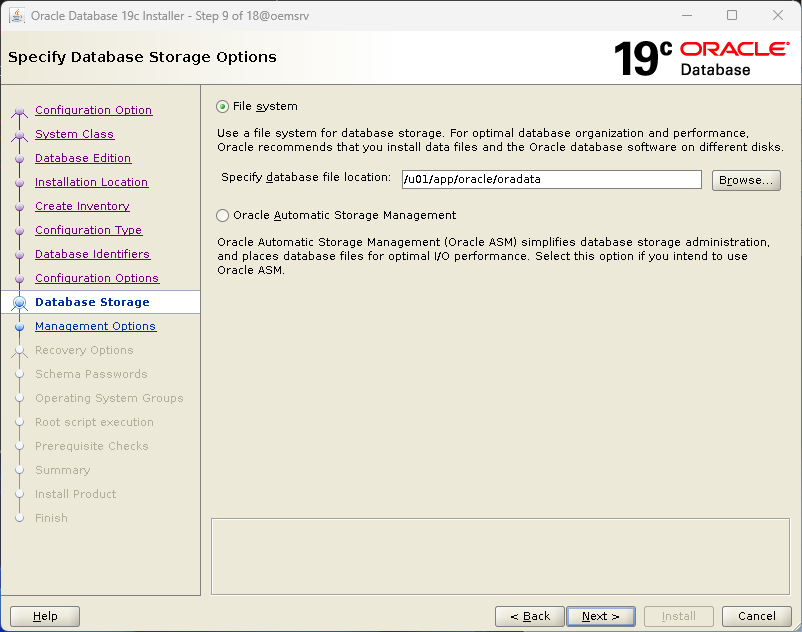 Oracle Database 19c Installer - Step 9 of 18@oemsrv
Specify Database Storage Options
19c ORACLE
Database
Configuration Option
System Class
Database Edition
Installation Location
Create Inventory
Configuration Type
Database Identifiers
Configuration Options
Database Storage
Management Options
Recovery Options
Schema Passwords
Operating System Groups
Root script execution
Prerequisite Checks
Summary
Install Product
Finish
File system
Use a file system for database storage. For optimal database organization and performance,
Oracle recommends that you install data files and the Oracle database software on different disks.
Specify database file location: /u01/app/oracle/oradata Browse...
Oracle Automatic Storage Management
Oracle Automatic Storage Management (Oracle ASM) simplifies database storage administration,
and places database files for optimal I/O performance. Select this option if you intend to use
Oracle ASM.
Help < Back Next > Install Cancel